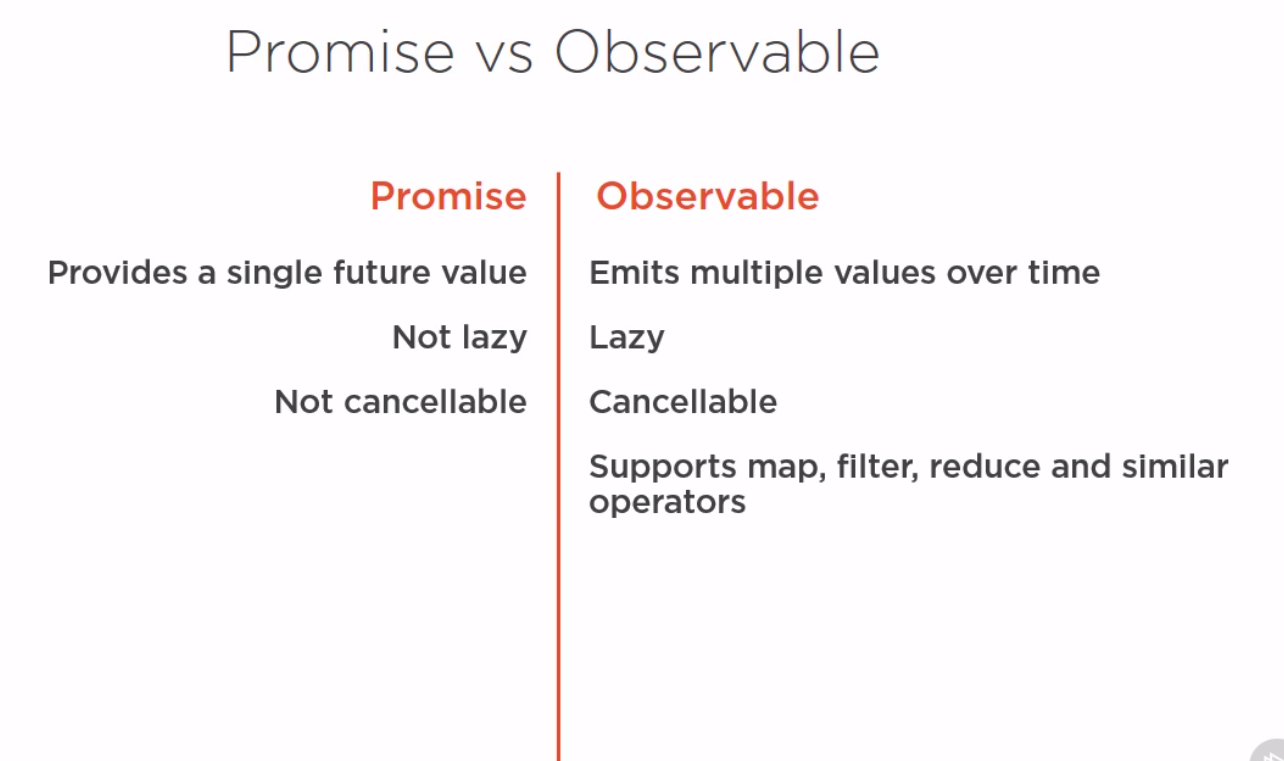 Promise vs Observable
Promise
Provides a single future value
Not lazy
Not cancellable
Observable
Emits multiple values over time
Lazy
Cancellable
Supports map, filter, reduce and similar
operators